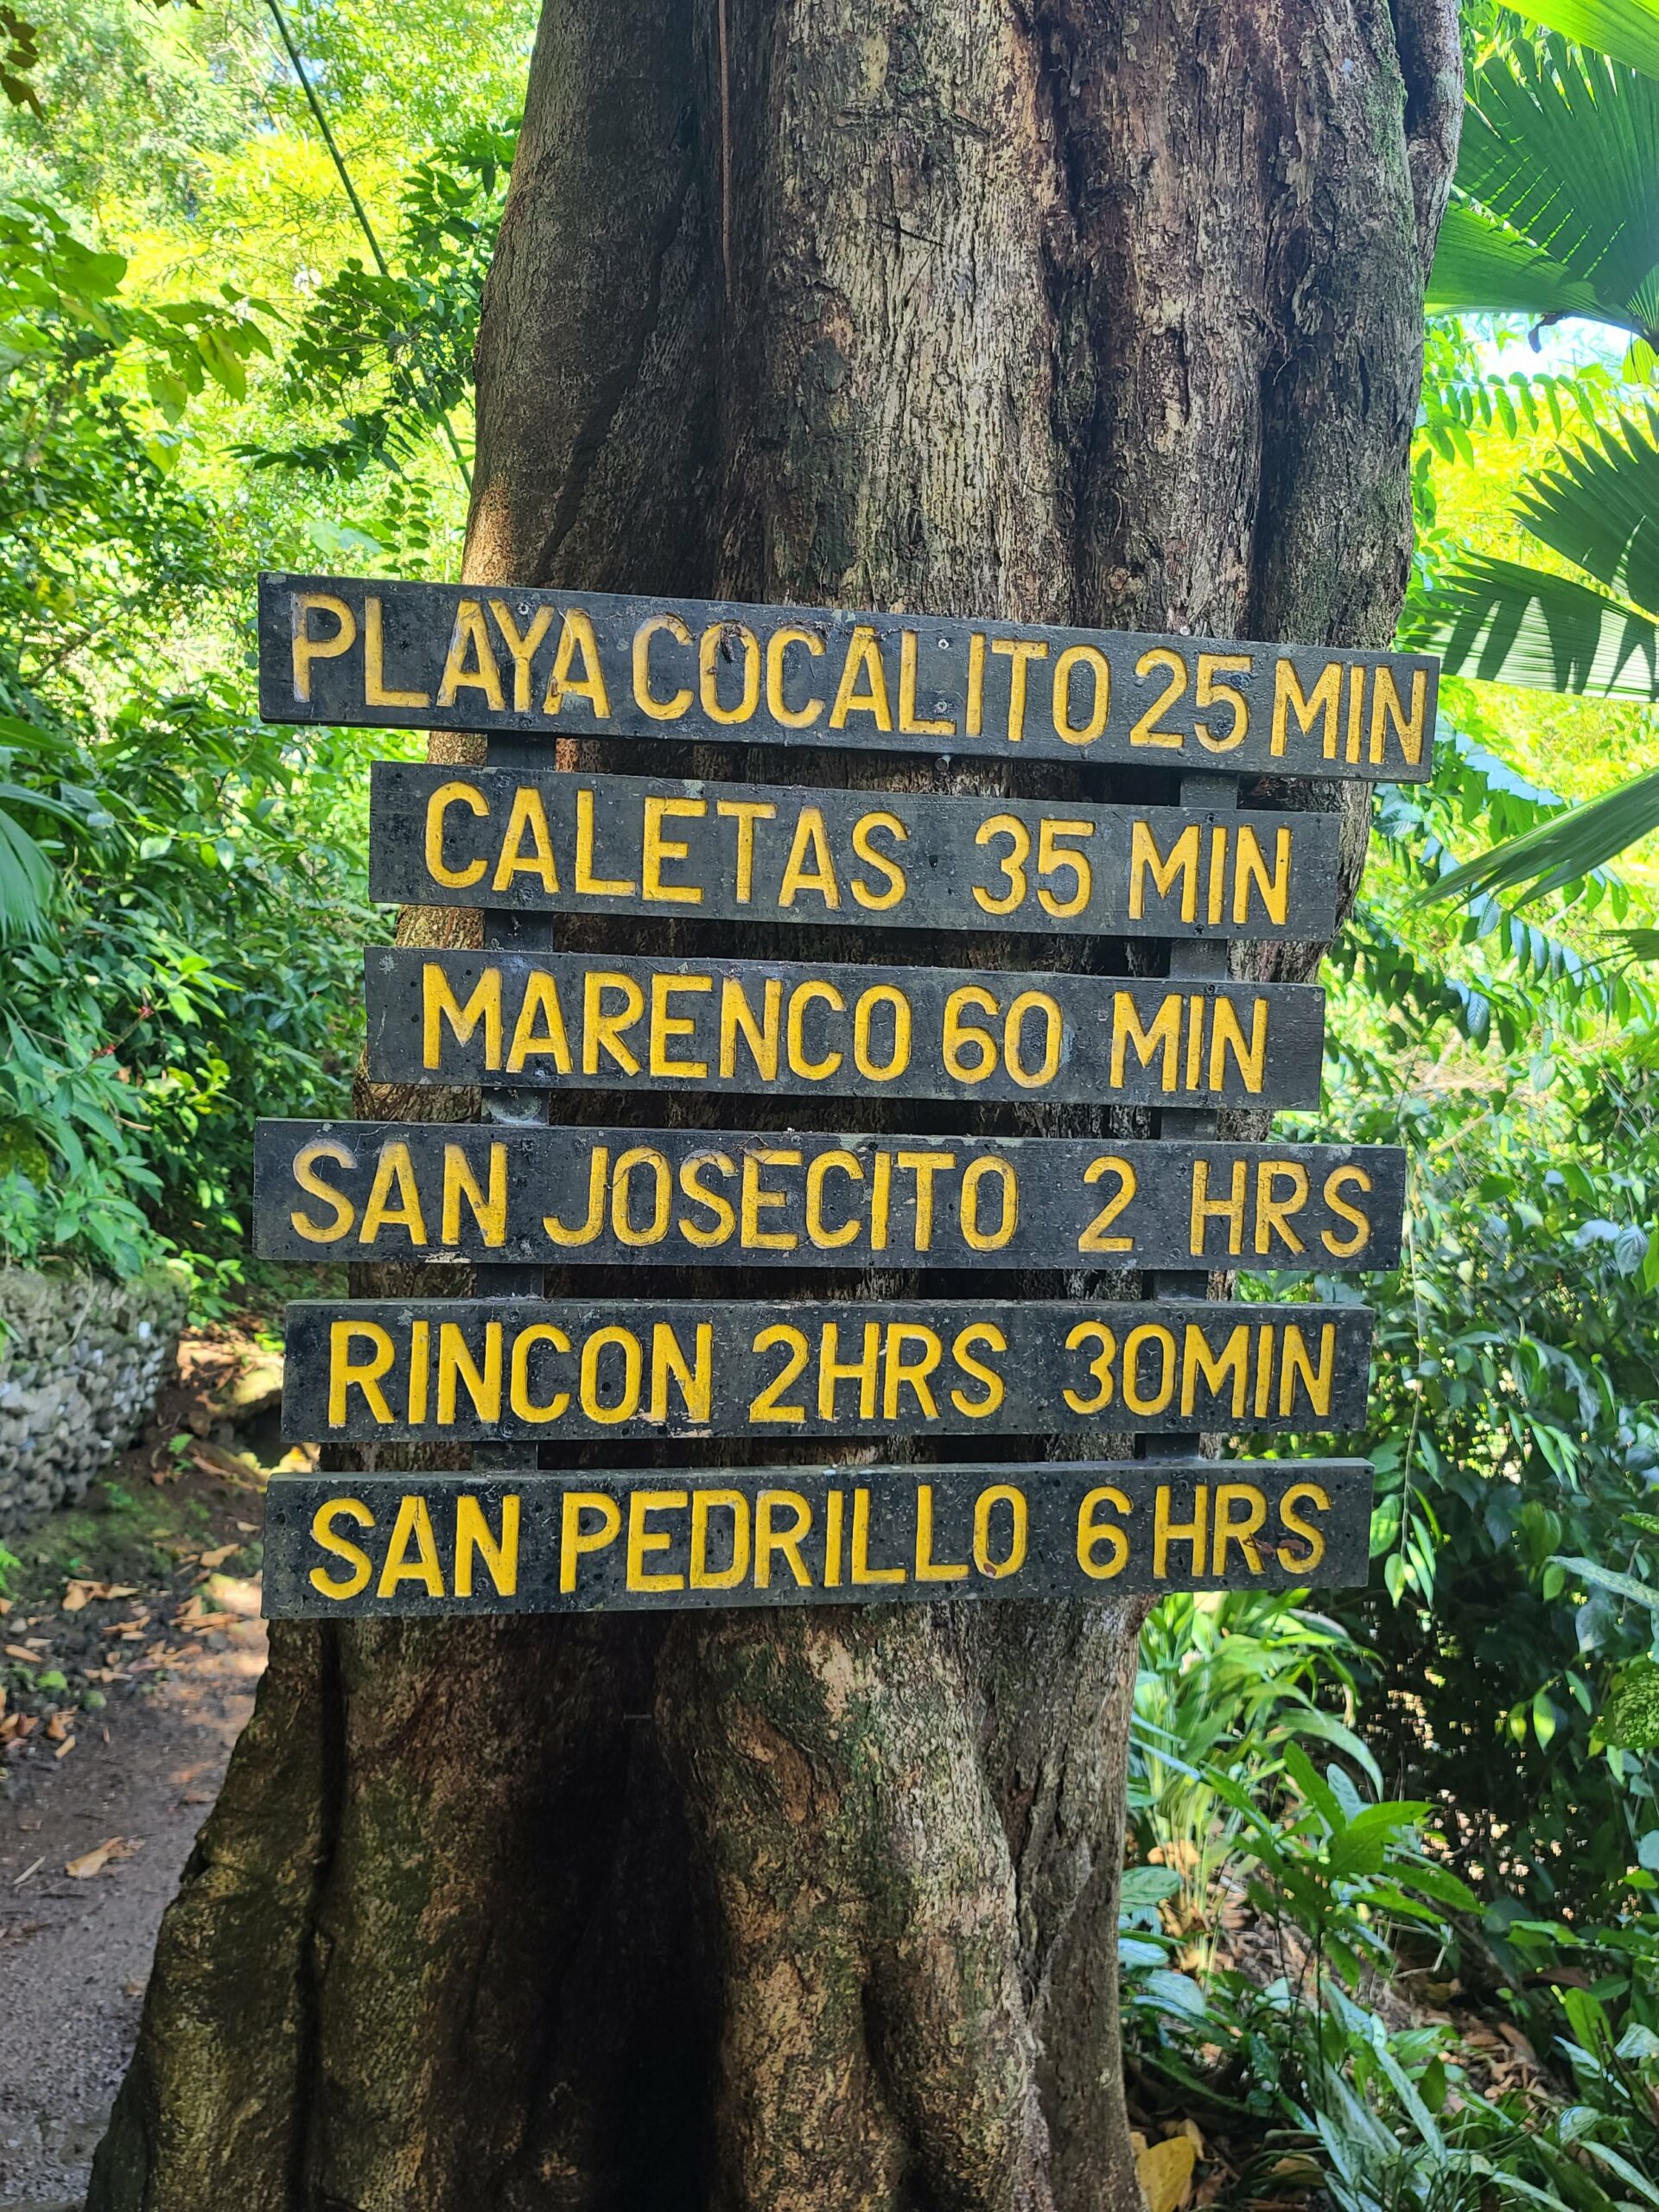 PLAYA COCALITO 25 MIN
CALETAS 35 MIN
MARENCO 60 MIN
SAN JOSECITO 2 HRS
RINCON 2HRS 30MIN
SAN PEDRILLO 6 HRS